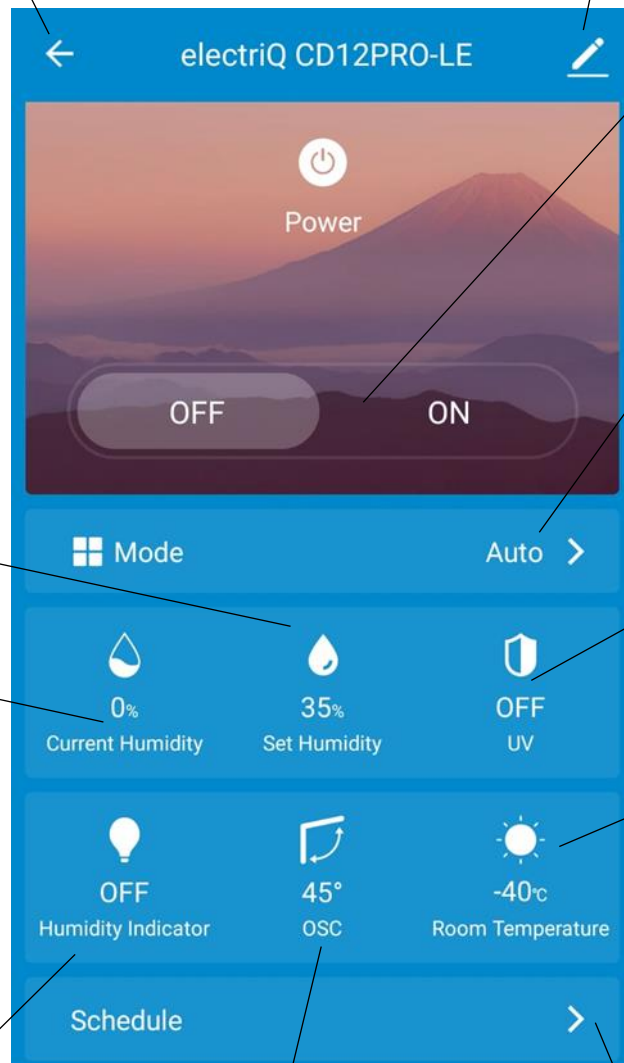 electriQ CD12PRO-LE
Power
OFF ON
Mode Auto
0% 35% OFF
Current Humidity Set Humidity UV
OFF 45° -40℃
Humidity Indicator OSC Room Temperature
Schedule